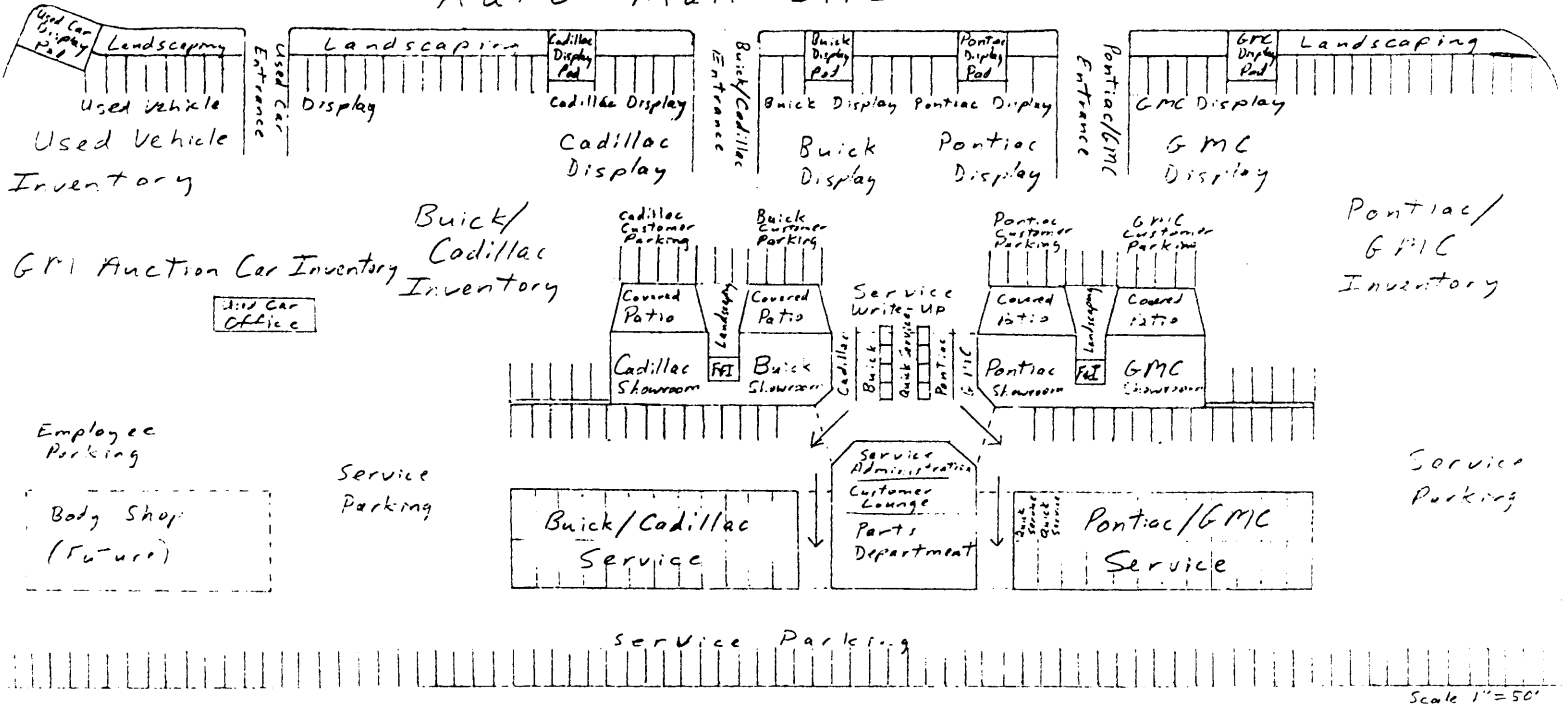 Auto Mall
Used Car
Display
Pad
Landscaping
Used Car
Entrance
Landscaping
Cadillac
Display
Pad
Buick/Cadillac
Entrance
Buick
Display
Pad
Pontiac
Display
Pad
Pontiac/GMC
Entrance
GMC
Display
Pad
Landscaping
Used Vehicle
Display
Cadillac Display
Buick Display
Pontiac Display
GMC Display
Used Vehicle
Inventory
Cadillac
Display
Buick
Display
Pontiac
Display
GMC
Display
Buick/
Cadillac
Inventory
Cadillac
Customer
Parking
Buick
Customer
Parking
Pontiac
Customer
Parking
GMC
Customer
Parking
Pontiac/
GMC
Inventory
GM Auction Car Inventory
Used Car
Office
Covered
Patio
Landscaping
Covered
Patio
Service
Write-Up
Covered
Patio
Landscaping
Covered
Patio
Cadillac
Showroom
F&I
Buick
Showroom
Cadillac
Buick
Quick Service
Pontiac
GMC
Pontiac
Showroom
F&I
GMC
Showroom
Employee
Parking
Service
Parking
Service
Administration
Customer
Lounge
Parts
Department
Service
Parking
Body Shop
(Future)
Buick/Cadillac
Service
Quick
Service
Quick
Service
Pontiac/GMC
Service
Service Parking
Scale 1"=50'